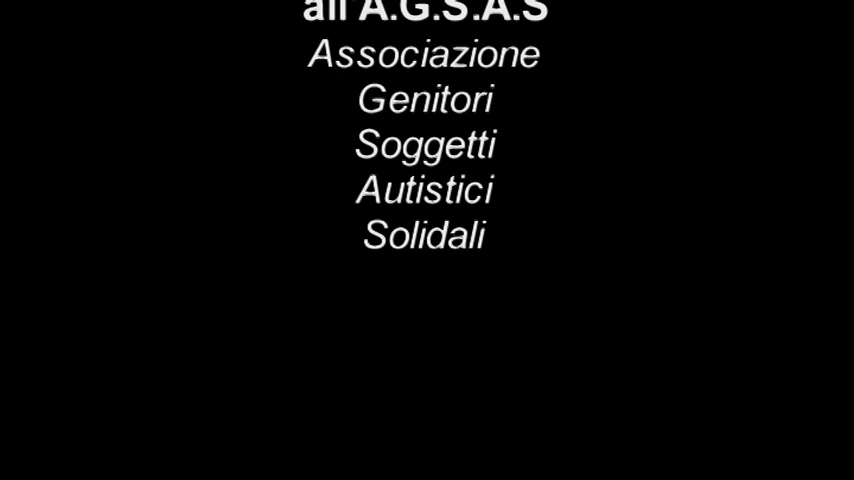 all'A.G.S.A.S
Associazione
Genitori
Soggetti
Autistici
Solidali